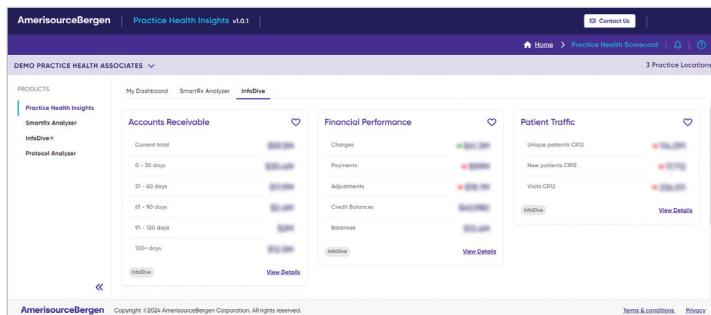 AmerisourceBergen
Practice Health Insights v1.0.1
Contact Us
Home > Practice Health Scorecard
DEMO PRACTICE HEALTH ASSOCIATES
3 Practice Locations
PRODUCTS
Practice Health Insights
SmartRx Analyzer
InfoDive®
Protocol Analyzer
My Dashboard SmartRx Analyzer InfoDive
Accounts Receivable
Current total
0 - 30 days
31 - 60 days
61 - 90 days
91 - 120 days
120+ days
InfoDive
View Details
Financial Performance
Charges
Payments
Adjustments
Credit Balances
Balances
InfoDive
View Details
Patient Traffic
Unique patients CR12
New patients CR12
Visits CR12
InfoDive
View Details
AmerisourceBergen
Copyright ©2024 AmerisourceBergen Corporation. All rights reserved.
Terms & conditions Privacy